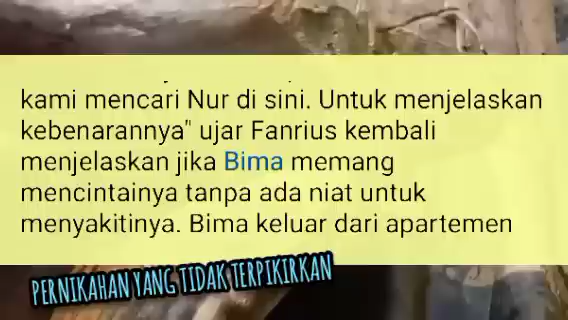 kami mencari Nur di sini. Untuk menjelaskan
kebenarannya" ujar Fanrius kembali
menjelaskan jika Bima memang
mencintainya tanpa ada niat untuk
menyakitinya. Bima keluar dari apartemen
PERNIKAHAN YANG TIDAK TERPIKIRKAN